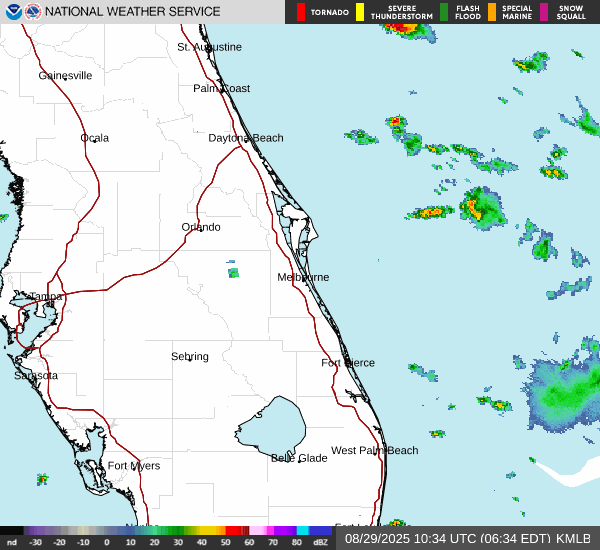 NATIONAL WEATHER SERVICE
TORNADO
SEVERE THUNDERSTORM
FLASH FLOOD
SPECIAL MARINE
SNOW SQUALL
St. Augustine
Gainesville
Palm Coast
Ocala
Daytona Beach
Orlando
Melbourne
Tampa
Sebring
Fort Pierce
Sarasota
West Palm Beach
Belle Glade
Fort Myers
nd -30 -20 -10 0 10 20 30 40 50 60 70 80 dBZ
08/29/2025 10:34 UTC (06:34 EDT) KMLB